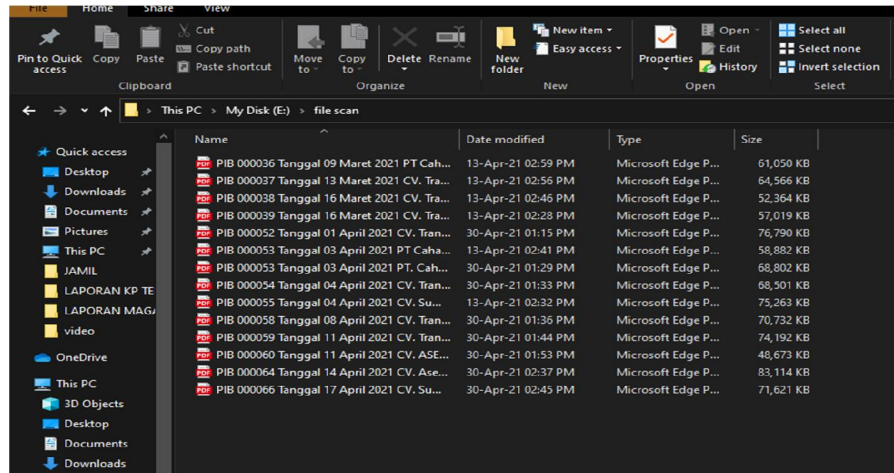 File Home Share View
Pin to Quick access
Copy
Paste
Cut
Copy path
Paste shortcut
Clipboard
Move to
Copy to
Delete
Rename
Organize
New folder
New item
Easy access
New
Properties
Open
Edit
History
Open
Select all
Select none
Invert selection
Select
This PC > My Disk (E:) > file scan
Quick access
Desktop
Downloads
Documents
Pictures
This PC
JAMIL
LAPORAN KP TE
LAPORAN MAGA
video
OneDrive
This PC
3D Objects
Desktop
Documents
Downloads
Name Date modified Type Size
PIB 000036 Tanggal 09 Maret 2021 PT Cah... 13-Apr-21 02:59 PM Microsoft Edge P... 61,050 KB
PIB 000037 Tanggal 13 Maret 2021 CV. Tra... 13-Apr-21 02:56 PM Microsoft Edge P... 64,566 KB
PIB 000038 Tanggal 16 Maret 2021 CV. Tra... 13-Apr-21 02:46 PM Microsoft Edge P... 52,364 KB
PIB 000039 Tanggal 16 Maret 2021 CV. Tra... 13-Apr-21 02:28 PM Microsoft Edge P... 57,019 KB
PIB 000052 Tanggal 01 April 2021 CV. Tran... 30-Apr-21 01:15 PM Microsoft Edge P... 76,790 KB
PIB 000053 Tanggal 03 April 2021 PT Caha... 13-Apr-21 02:41 PM Microsoft Edge P... 58,882 KB
PIB 000053 Tanggal 03 April 2021 PT. Cah... 30-Apr-21 01:29 PM Microsoft Edge P... 68,802 KB
PIB 000054 Tanggal 04 April 2021 CV. Tran... 30-Apr-21 01:33 PM Microsoft Edge P... 68,501 KB
PIB 000055 Tanggal 04 April 2021 CV. Su... 13-Apr-21 02:32 PM Microsoft Edge P... 75,263 KB
PIB 000058 Tanggal 08 April 2021 CV. Tran... 30-Apr-21 01:36 PM Microsoft Edge P... 70,732 KB
PIB 000059 Tanggal 11 April 2021 CV. Tran... 30-Apr-21 01:44 PM Microsoft Edge P... 74,192 KB
PIB 000060 Tanggal 11 April 2021 CV. ASE... 30-Apr-21 01:53 PM Microsoft Edge P... 48,673 KB
PIB 000064 Tanggal 14 April 2021 CV. Ase... 30-Apr-21 02:37 PM Microsoft Edge P... 83,114 KB
PIB 000066 Tanggal 17 April 2021 CV. Su... 30-Apr-21 02:45 PM Microsoft Edge P... 71,621 KB